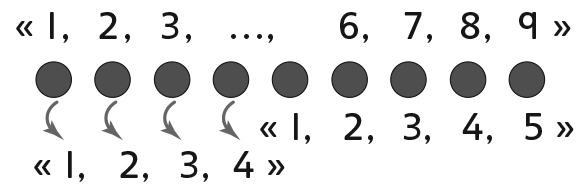 « 1, 2, 3, ..., 6, 7, 8, 9 »
« 1, 2, 3, 4, 5 »
« 1, 2, 3, 4 »